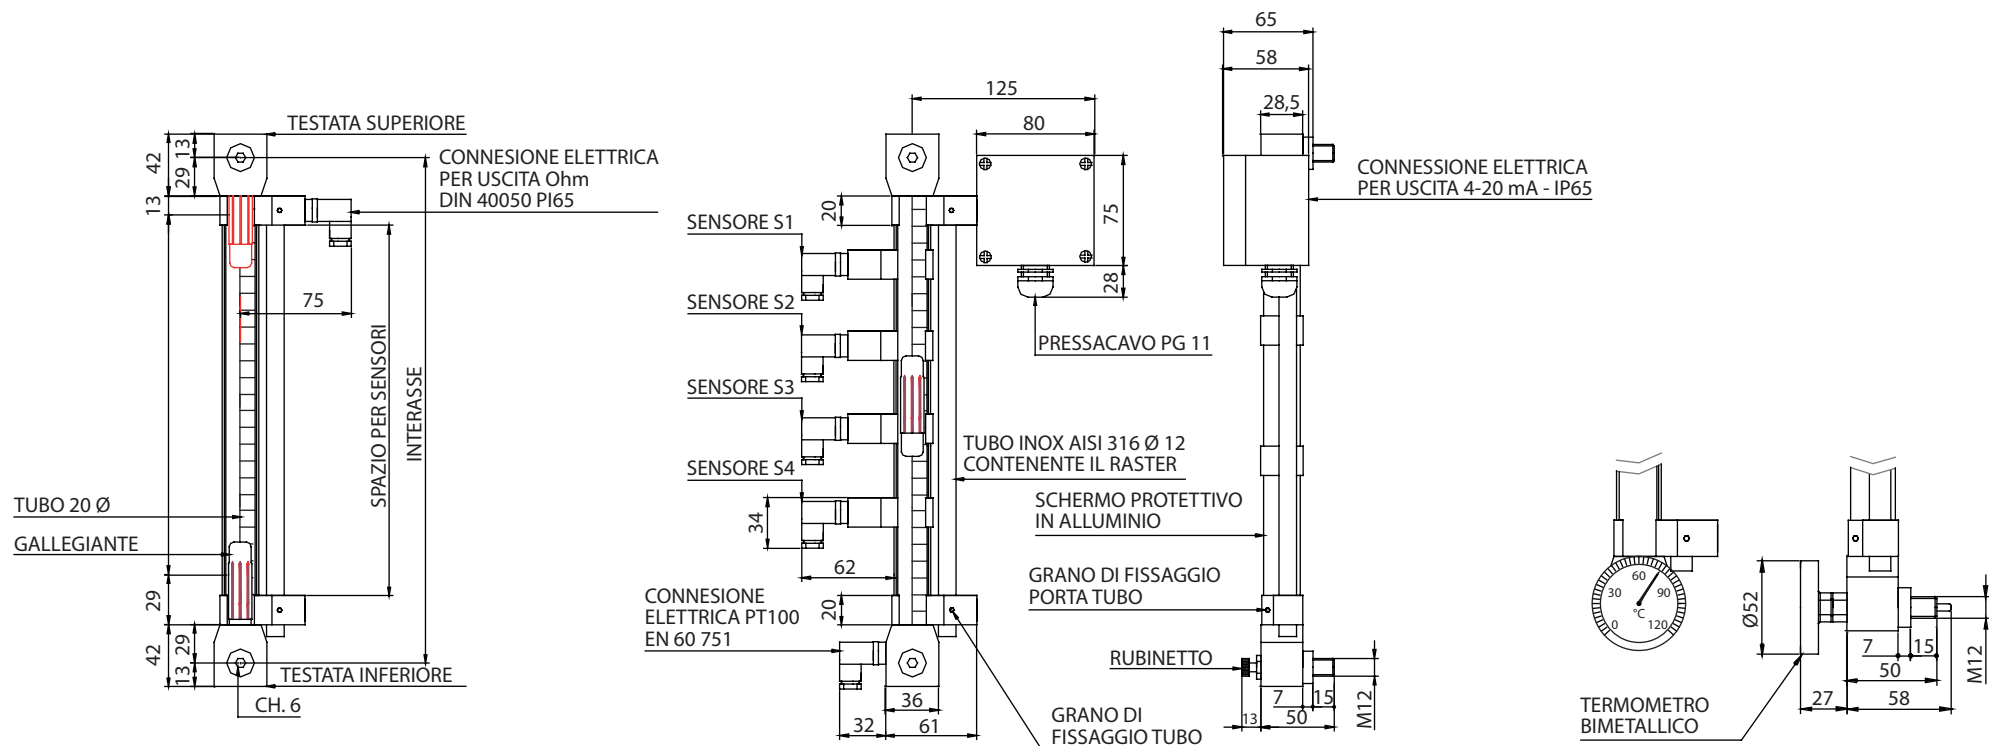 TESTATA SUPERIORE
CONNESIONE ELETTRICA
PER USCITA Ohm
DIN 40050 PI65
42
13
29
13
75
SPAZIO PER SENSORI
INTERASSE
TUBO 20 Ø
GALLEGIANTE
29
42
29
13
TESTATA INFERIORE
CH. 6
125
80
20
75
28
SENSORE S1
SENSORE S2
SENSORE S3
SENSORE S4
PRESSACAVO PG 11
TUBO INOX AISI 316 Ø 12
CONTENENTE IL RASTER
34
62
CONNESIONE
ELETTRICA PT100
EN 60 751
20
36
32
61
GRANO DI
FISSAGGIO TUBO
65
58
28,5
CONNESSIONE ELETTRICA
PER USCITA 4-20 mA - IP65
SCHERMO PROTETTIVO
IN ALLUMINIO
GRANO DI FISSAGGIO
PORTA TUBO
RUBINETTO
7
15
13
50
M12
0
30
60
90
120
°C
Ø52
7
15
50
27
58
M12
TERMOMETRO
BIMETALLICO